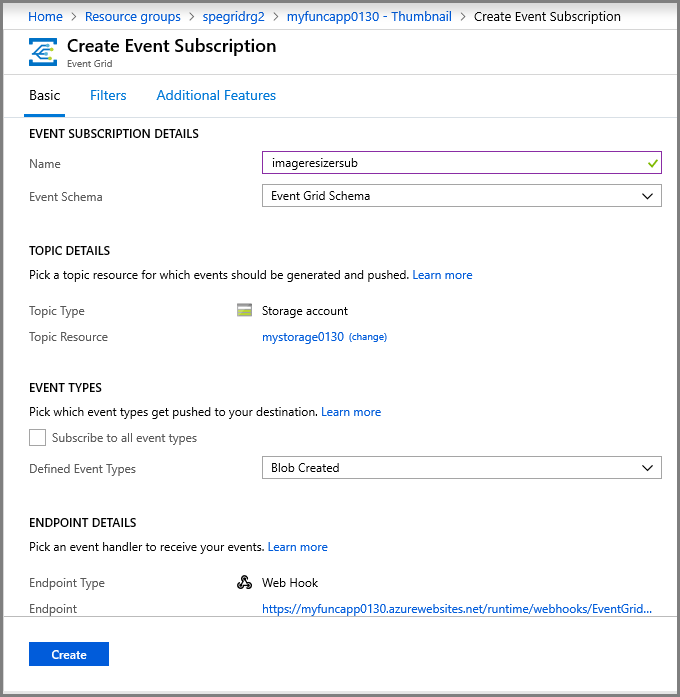 Home > Resource groups > spegridrg2 > myfuncapp0130 - Thumbnail > Create Event Subscription
Create Event Subscription
Event Grid
Basic Filters Additional Features
EVENT SUBSCRIPTION DETAILS
Name imageresizersub
Event Schema Event Grid Schema
TOPIC DETAILS
Pick a topic resource for which events should be generated and pushed. Learn more
Topic Type Storage account
Topic Resource mystorage0130 (change)
EVENT TYPES
Pick which event types get pushed to your destination. Learn more
Subscribe to all event types
Defined Event Types Blob Created
ENDPOINT DETAILS
Pick an event handler to receive your events. Learn more
Endpoint Type Web Hook
Endpoint https://myfuncapp0130.azurewebsites.net/runtime/webhooks/EventGrid...
Create